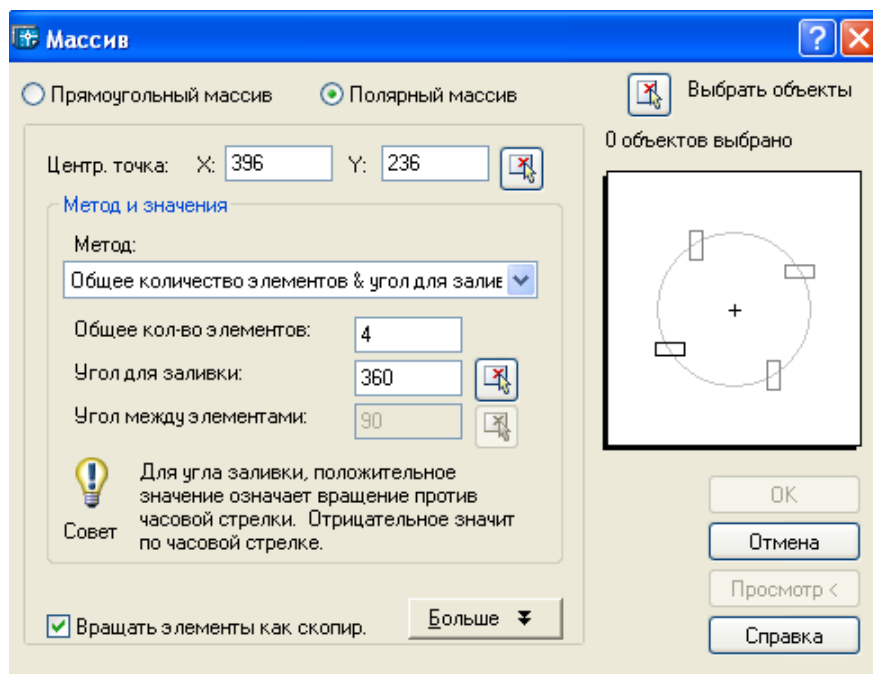 Массив
Прямоугольный массив Полярный массив Выбрать объекты
0 объектов выбрано
Центр. точка: X: 396 Y: 236
Метод и значения
Метод:
Общее количество элементов & угол для залив
Общее кол-во элементов: 4
Угол для заливки: 360
Угол между элементами: 90
Для угла заливки, положительное
значение означает вращение против
часовой стрелки. Отрицательное значит
по часовой стрелке.
Совет
OK
Отмена
Просмотр <
Справка
Вращать элементы как скопир. Больше